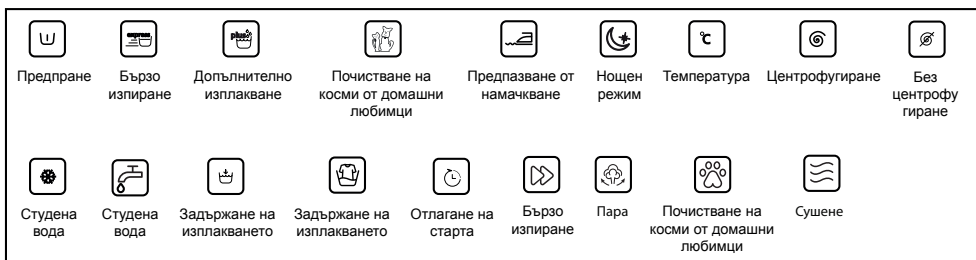 express
plus
℃
Предпране
Бързо
изпиране
Допълнително
изплакване
Почистване на
косми от домашни
любимци
Предпазване от
намачкване
Нощен
режим
Температура
Центрофугиране
Без
центрофу
гиране
Студена
вода
Студена
вода
Задържане на
изплакването
Задържане на
изплакването
Отлагане на
старта
Бързо
изпиране
Пара
Почистване на
косми от домашни
любимци
Сушене